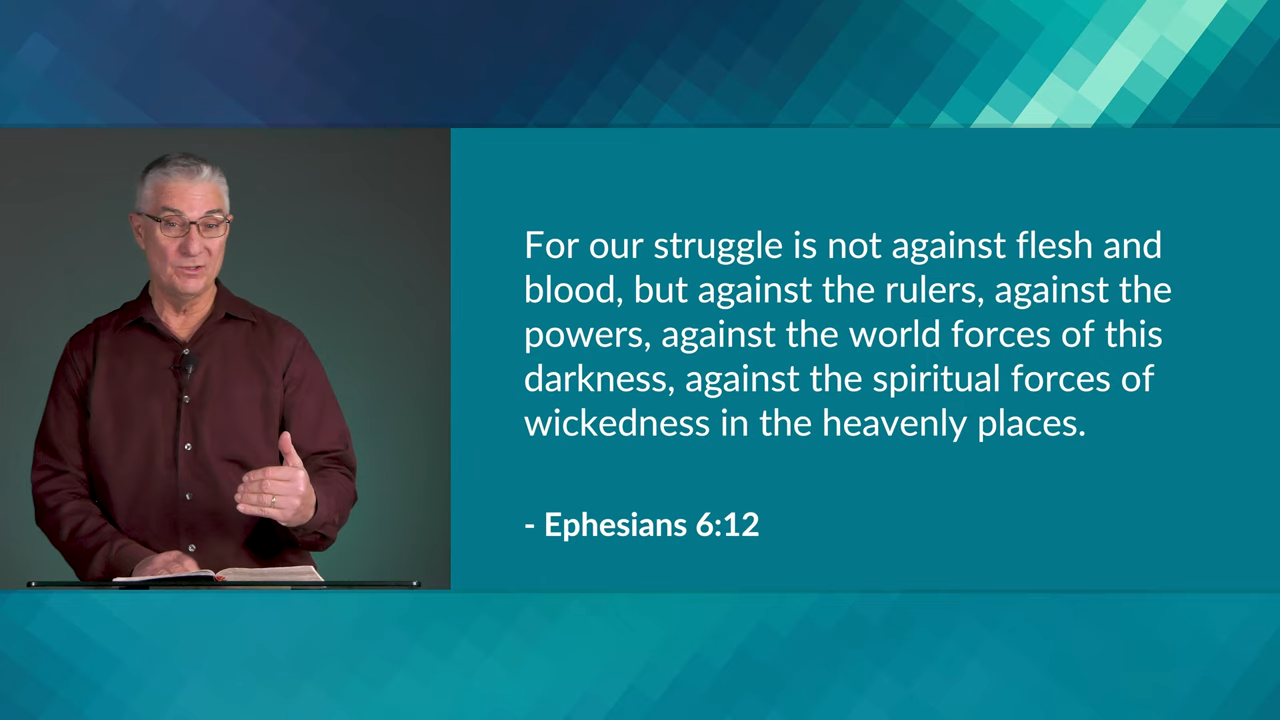 For our struggle is not against flesh and
blood, but against the rulers, against the
powers, against the world forces of this
darkness, against the spiritual forces of
wickedness in the heavenly places.
- Ephesians 6:12